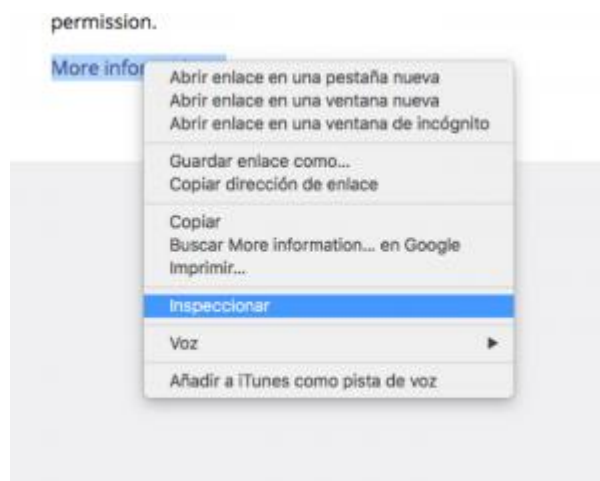 permission.
More infor
Abrir enlace en una pestaña nueva
Abrir enlace en una ventana nueva
Abrir enlace en una ventana de incógnito
Guardar enlace como...
Copiar dirección de enlace
Copiar
Buscar More information... en Google
Imprimir...
Inspeccionar
Voz
Añadir a iTunes como pista de voz